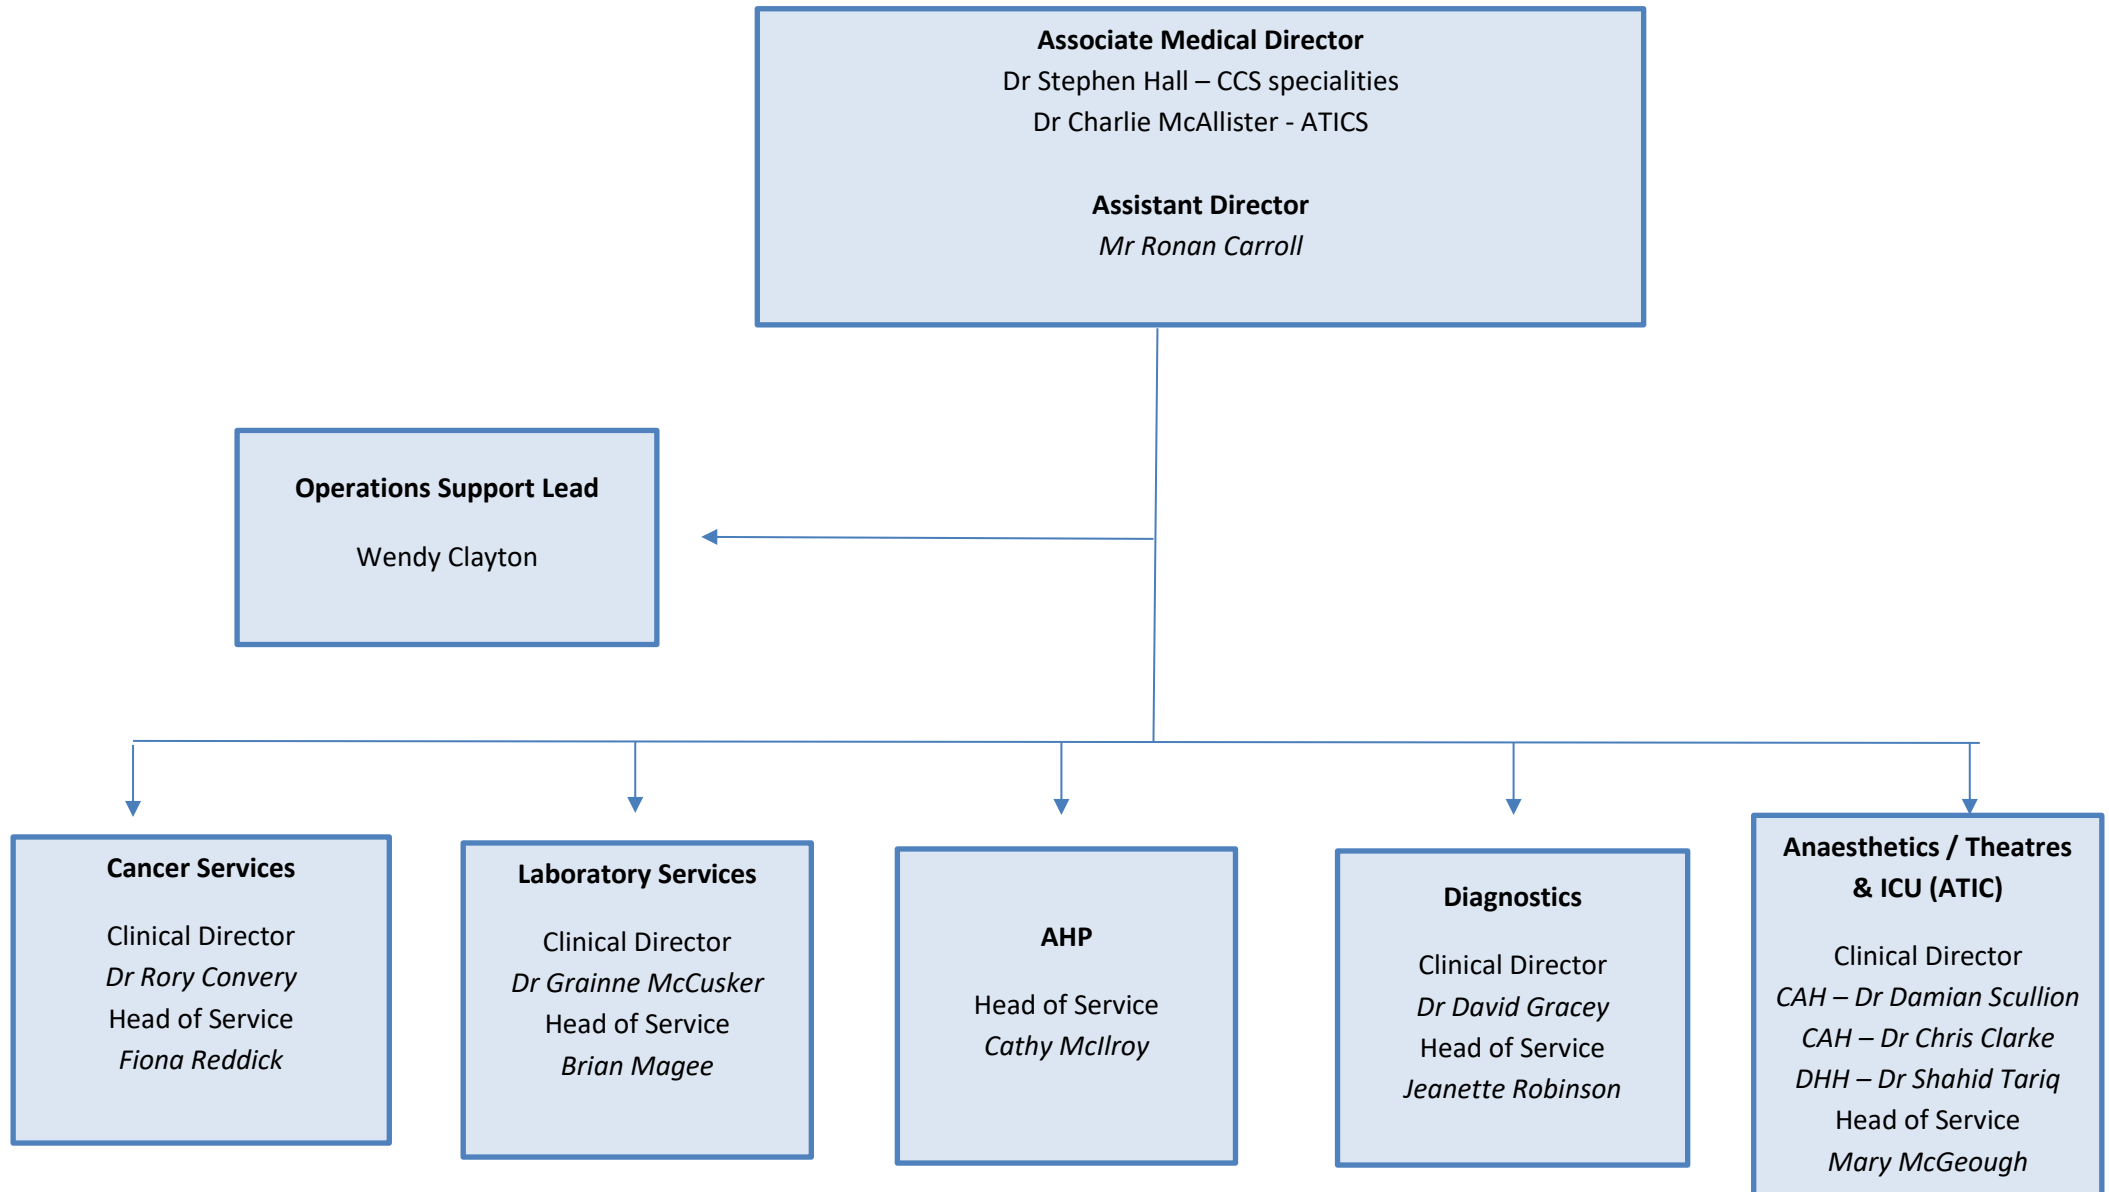 Associate Medical Director
Dr Stephen Hall – CCS specialities
Dr Charlie McAllister - ATICS
Assistant Director
Mr Ronan Carroll
Operations Support Lead
Wendy Clayton
Cancer Services
Clinical Director
Dr Rory Convery
Head of Service
Fiona Reddick
Laboratory Services
Clinical Director
Dr Grainne McCusker
Head of Service
Brian Magee
AHP
Head of Service
Cathy McIlroy
Diagnostics
Clinical Director
Dr David Gracey
Head of Service
Jeanette Robinson
Anaesthetics / Theatres
& ICU (ATIC)
Clinical Director
CAH – Dr Damian Scullion
CAH – Dr Chris Clarke
DHH – Dr Shahid Tariq
Head of Service
Mary McGeough